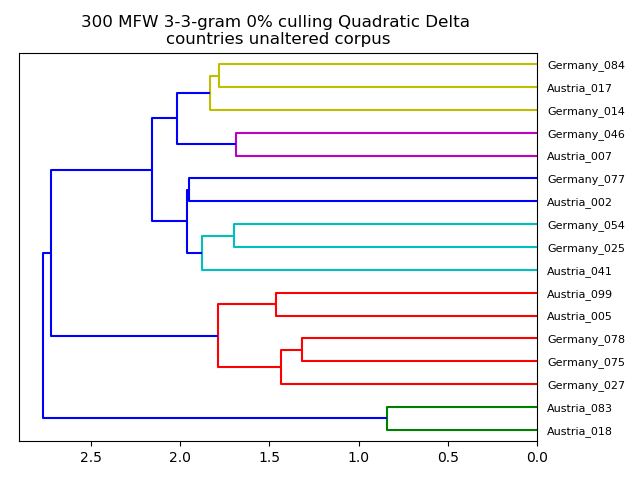 300 MFW 3-3-gram 0% culling Quadratic Delta
countries unaltered corpus
Germany_084
Austria_017
Germany_014
Germany_046
Austria_007
Germany_077
Austria_002
Germany_054
Germany_025
Austria_041
Austria_099
Austria_005
Germany_078
Germany_075
Germany_027
Austria_083
Austria_018
2.5 2.0 1.5 1.0 0.5 0.0